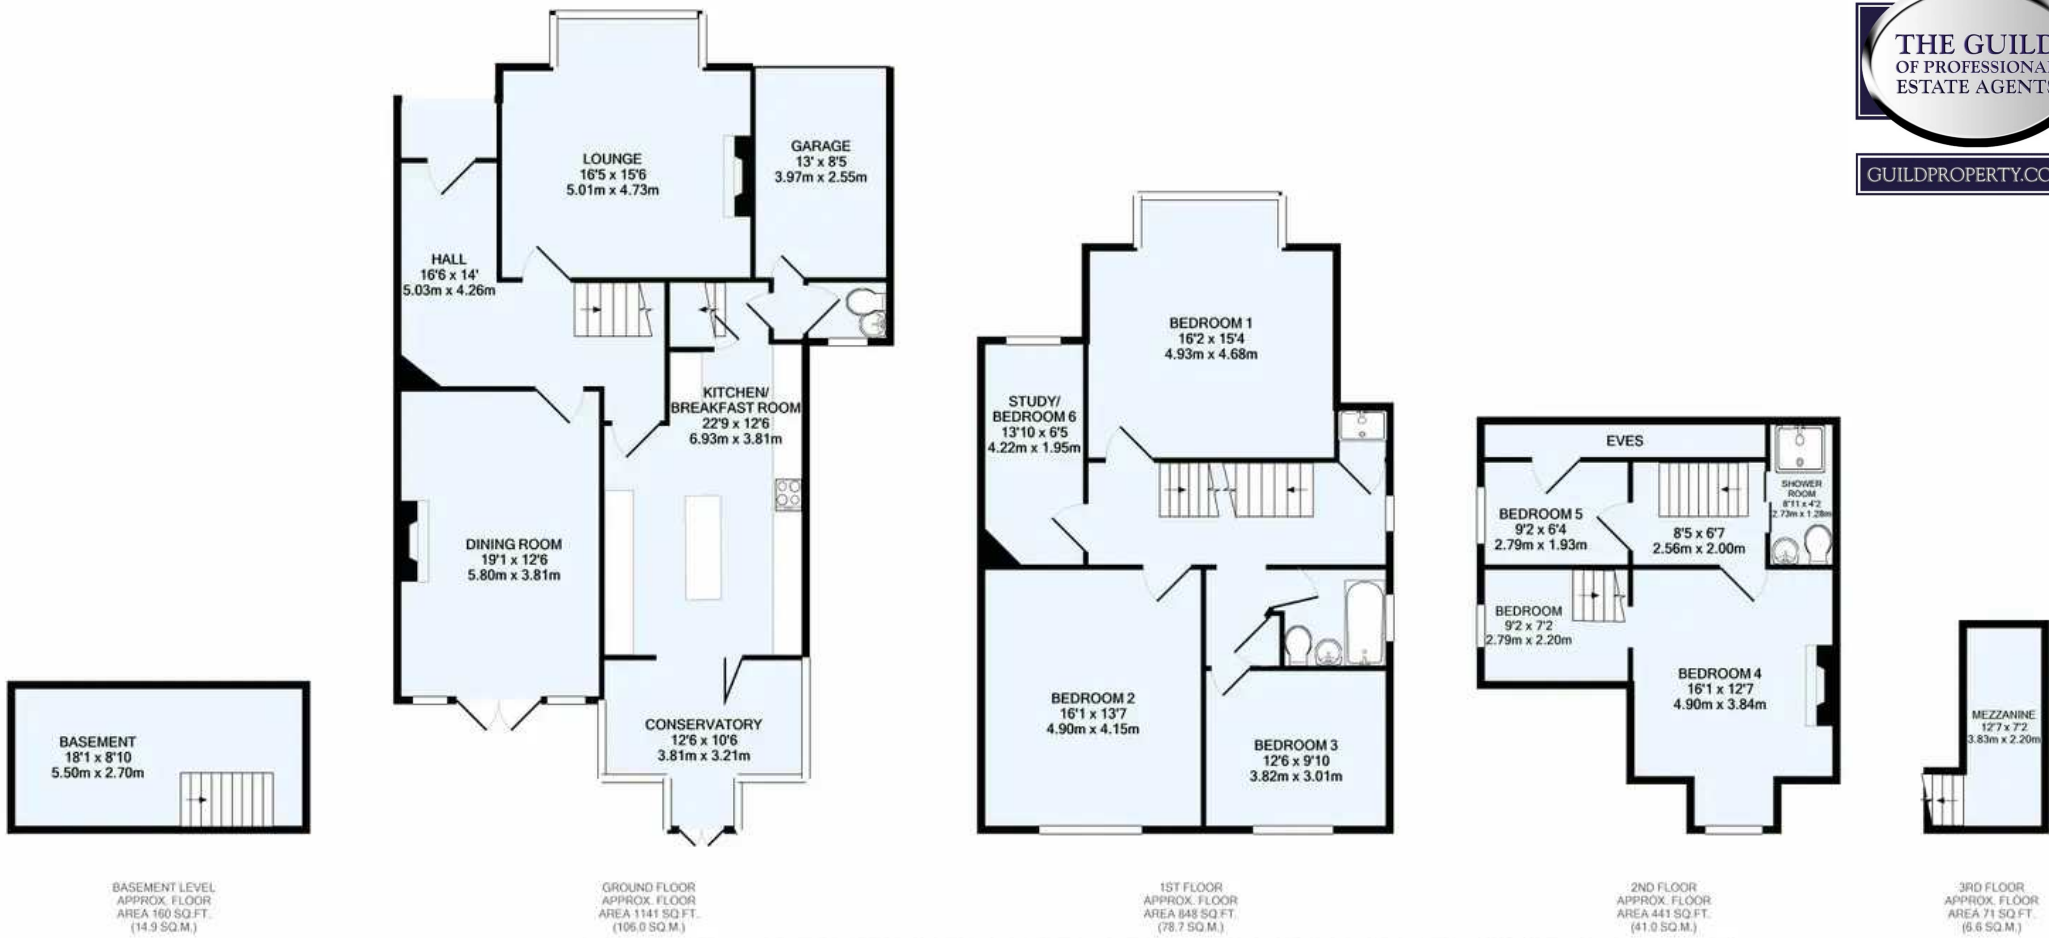 THE GUILD
OF PROFESSIONAL
ESTATE AGENTS
GUILDPROPERTY.CO
LOUNGE
16'5 x 15'6
5.01m x 4.73m
GARAGE
13' x 8'5
3.97m x 2.55m
HALL
16'6 x 14'
5.03m x 4.26m
KITCHEN/
BREAKFAST ROOM
22'9 x 12'6
6.93m x 3.81m
DINING ROOM
19'1 x 12'6
5.80m x 3.81m
CONSERVATORY
12'6 x 10'6
3.81m x 3.21m
BASEMENT
18'1 x 8'10
5.50m x 2.70m
BEDROOM 1
16'2 x 15'4
4.93m x 4.68m
STUDY/
BEDROOM 6
13'10 x 6'5
4.22m x 1.95m
BEDROOM 2
16'1 x 13'7
4.90m x 4.15m
BEDROOM 3
12'6 x 9'10
3.82m x 3.01m
EVES
SHOWER
ROOM
8'11 x 4'2
2.73m x 1.28m
BEDROOM 5
9'2 x 6'4
2.79m x 1.93m
8'5 x 6'7
2.56m x 2.00m
BEDROOM
9'2 x 7'2
2.79m x 2.20m
BEDROOM 4
16'1 x 12'7
4.90m x 3.84m
MEZZANINE
12'7 x 7'2
3.83m x 2.20m
BASEMENT LEVEL
APPROX. FLOOR
AREA 160 SQ.FT.
(14.9 SQ.M.)
GROUND FLOOR
APPROX. FLOOR
AREA 1141 SQ.FT.
(106.0 SQ.M.)
1ST FLOOR
APPROX. FLOOR
AREA 848 SQ.FT.
(78.7 SQ.M.)
2ND FLOOR
APPROX. FLOOR
AREA 441 SQ.FT.
(41.0 SQ.M.)
3RD FLOOR
APPROX. FLOOR
AREA 71 SQ.FT.
(6.6 SQ.M.)